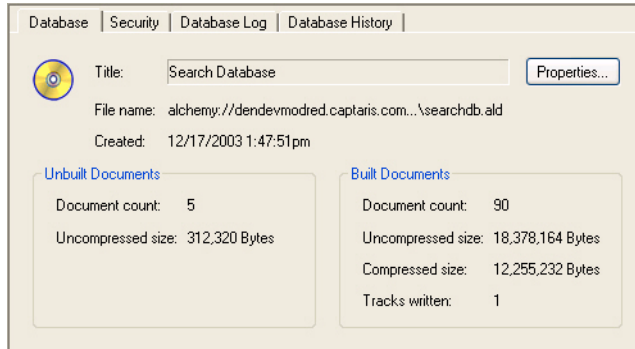 Database Security Database Log Database History
Title: Search Database Properties...
File name: alchemy://dendevmodred.captaris.com...\searchdb.ald
Created: 12/17/2003 1:47:51pm
Unbuilt Documents
Document count: 5
Uncompressed size: 312,320 Bytes
Built Documents
Document count: 90
Uncompressed size: 18,378,164 Bytes
Compressed size: 12,255,232 Bytes
Tracks written: 1